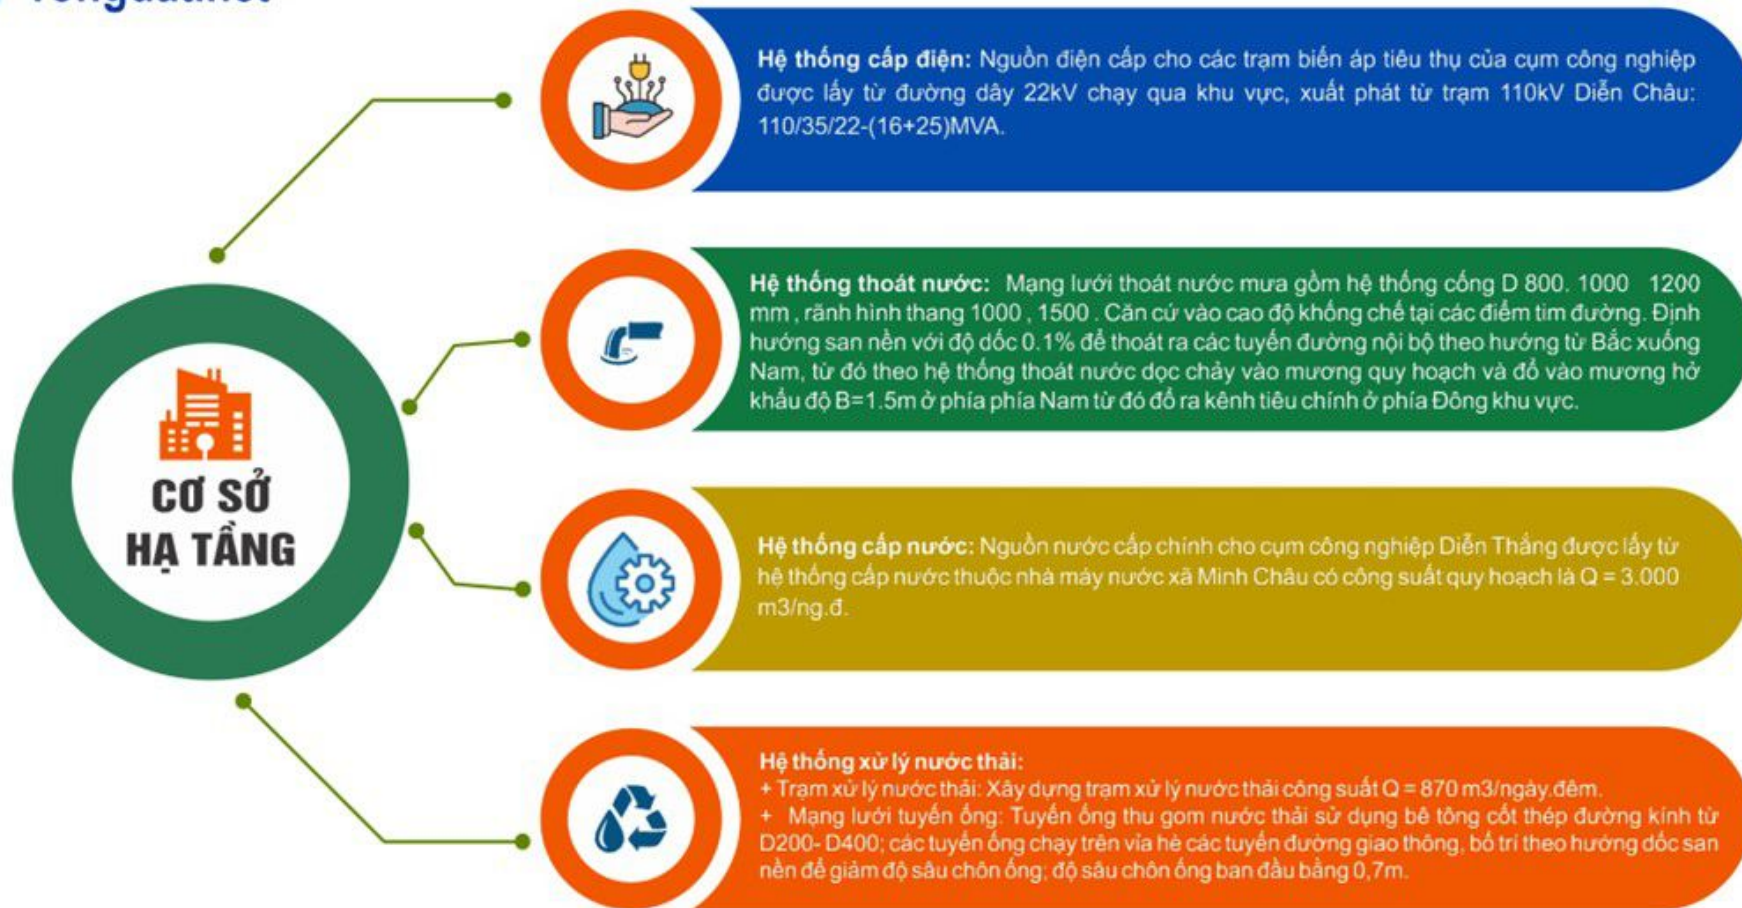 Hệ thống cấp điện: Nguồn điện cấp cho các trạm biến áp tiêu thụ của cụm công nghiệp
được lấy từ đường dây 22kV chạy qua khu vực, xuất phát từ trạm 110kV Diễn Châu:
110/35/22-(16+25)MVA.
Hệ thống thoát nước: Mạng lưới thoát nước mưa gồm hệ thống cống D 800. 1000 1200
mm , rãnh hình thang 1000 , 1500 . Căn cứ vào cao độ khống chế tại các điểm tim đường. Định
hướng san nền với độ dốc 0.1% để thoát ra các tuyến đường nội bộ theo hướng từ Bắc xuống
Nam, từ đó theo hệ thống thoát nước dọc chảy vào mương quy hoạch và đổ vào mương hở
khẩu độ B=1.5m ở phía phía Nam từ đó đổ ra kênh tiêu chính ở phía Đông khu vực.
CƠ SỞ
HẠ TẦNG
Hệ thống cấp nước: Nguồn nước cấp chính cho cụm công nghiệp Diễn Thắng được lấy từ
hệ thống cấp nước thuộc nhà máy nước xã Minh Châu có công suất quy hoạch là Q = 3.000
m3/ng.đ.
Hệ thống xử lý nước thải:
+ Trạm xử lý nước thải: Xây dựng trạm xử lý nước thải công suất Q = 870 m3/ngày.đêm.
+ Mạng lưới tuyến ống: Tuyến ống thu gom nước thải sử dụng bê tông cốt thép đường kính từ
D200- D400; các tuyến ống chạy trên vỉa hè các tuyến đường giao thông, bố trí theo hướng dốc san
nền để giảm độ sâu chôn ống; độ sâu chôn ống ban đầu bằng 0,7m.